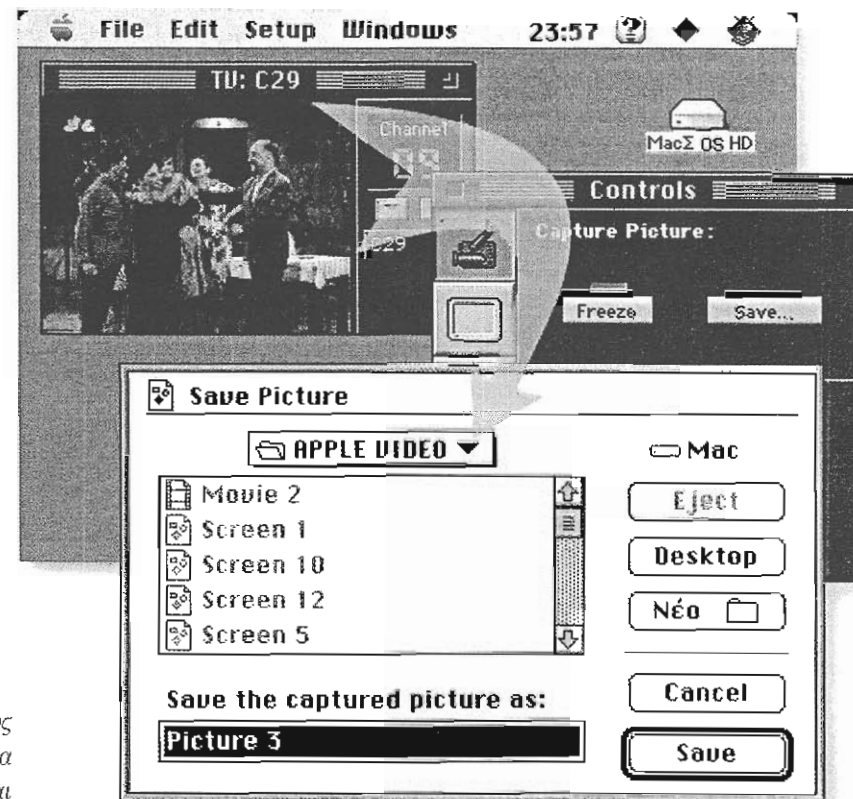 File Edit Setup Windows 23:57
TV: C29
Channel
29
C29
MacΣ OS HD
Controls
Capture Picture:
Freeze
Save...
Save Picture
APPLE VIDEO
Mac
Movie 2
Screen 1
Screen 10
Screen 12
Screen 5
Eject
Desktop
Νέο
Save the captured picture as:
Picture 3
Cancel
Save